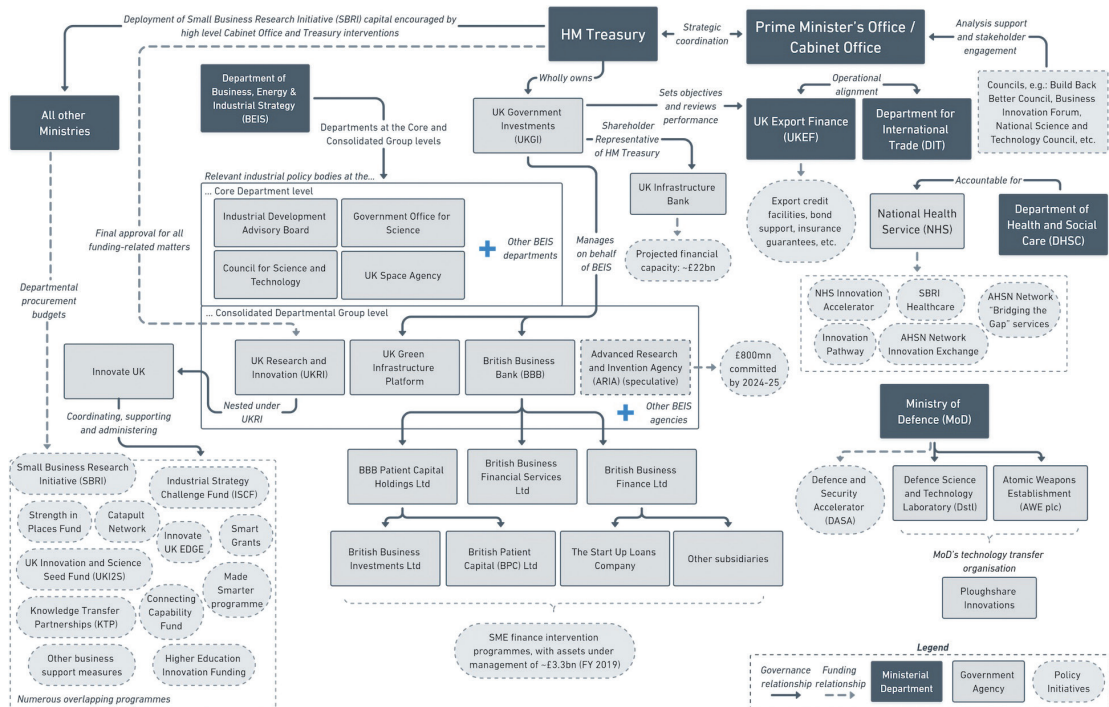 Deployment of Small Business Research Initiative (SBRI) capital encouraged by
high level Cabinet Office and Treasury interventions
HM Treasury
Strategic
coordination
Prime Minister's Office /
Cabinet Office
Analysis support
and stakeholder
engagement
Wholly owns
Department of
Business, Energy &
Industrial Strategy
(BEIS)
All other
Ministries
Departments at the Core and
Consolidated Group levels
UK Government
Investments
(UKGI)
Sets objectives
and reviews
performance
Shareholder
Representative
of HM Treasury
Operational
alignment
UK Export Finance
(UKEF)
Department for
International
Trade (DIT)
Councils, e.g.: Build Back
Better Council, Business
Innovation Forum,
National Science and
Technology Council, etc.
Relevant industrial policy bodies at the...
... Core Department level
Industrial Development
Advisory Board
Government Office for
Science
Council for Science and
Technology
UK Space Agency
Other BEIS
departments
Final approval for all
funding-related matters
Departmental
procurement
budgets
Manages
on behalf
of BEIS
UK Infrastructure
Bank
Projected financial
capacity: ~£22bn
Export credit
facilities, bond
support, insurance
guarantees, etc.
Accountable for
National Health
Service (NHS)
Department of
Health and Social
Care (DHSC)
NHS Innovation
Accelerator
SBRI
Healthcare
AHSN Network
"Bridging the
Gap" services
Innovation
Pathway
AHSN Network
Innovation Exchange
... Consolidated Departmental Group level
UK Research and
Innovation (UKRI)
UK Green
Infrastructure
Platform
British Business
Bank (BBB)
Advanced Research
and Invention Agency
(ARIA) (speculative)
£800mn
committed
by 2024-25
Other BEIS
agencies
Innovate UK
Nested under
UKRI
Coordinating, supporting
and administering
Ministry of
Defence (MoD)
Defence and
Security
Accelerator
(DASA)
Defence Science
and Technology
Laboratory (Dstl)
Atomic Weapons
Establishment
(AWE plc)
MoD's technology transfer
organisation
Ploughshare
Innovations
BBB Patient Capital
Holdings Ltd
British Business
Financial Services
Ltd
British Business
Finance Ltd
British Business
Investments Ltd
British Patient
Capital (BPC) Ltd
The Start Up Loans
Company
Other subsidiaries
SME finance intervention
programmes, with assets under
management of ~£3.3bn (FY 2019)
Small Business Research
Initiative (SBRI)
Industrial Strategy
Challenge Fund (ISCF)
Strength in
Places Fund
Catapult
Network
Innovate
UK EDGE
Smart
Grants
UK Innovation and Science
Seed Fund (UKI2S)
Made
Smarter
programme
Knowledge Transfer
Partnerships (KTP)
Connecting
Capability
Fund
Other business
support measures
Higher Education
Innovation Funding
Numerous overlapping programmes
Legend
Governance
relationship
Funding
relationship
Ministerial
Department
Government
Agency
Policy
Initiatives